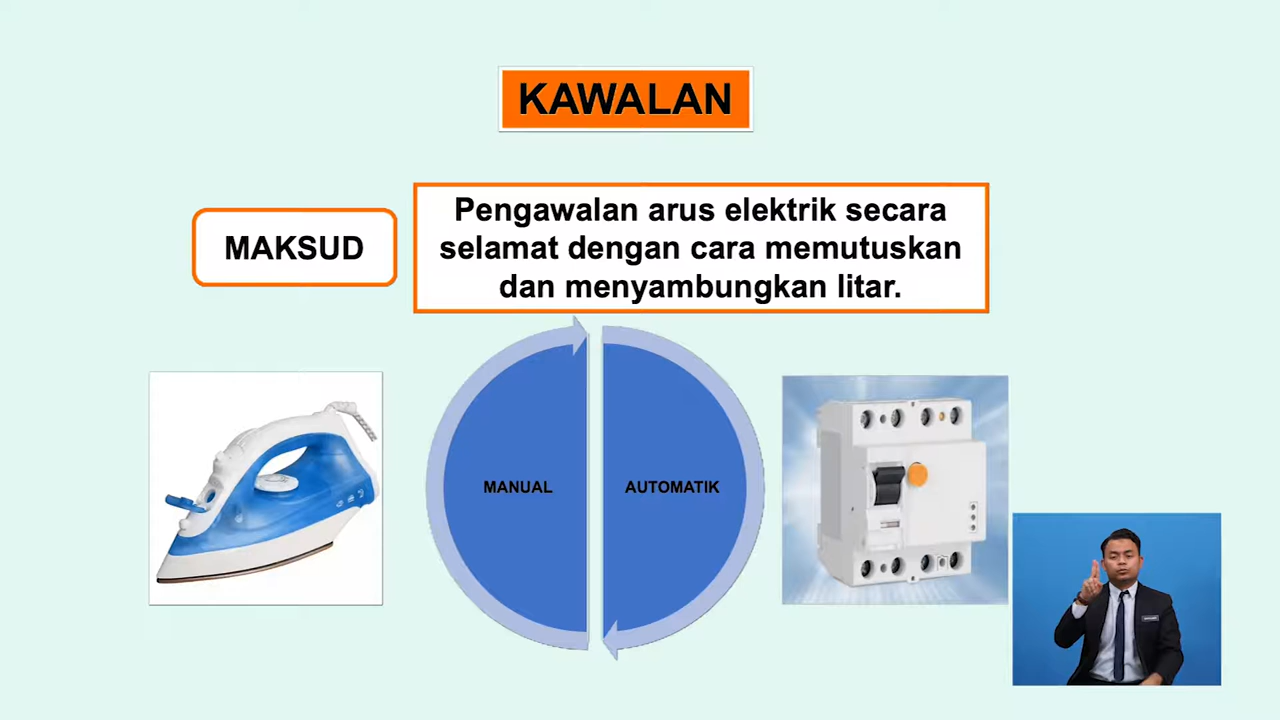 KAWALAN
MAKSUD
Pengawalan arus elektrik secara
selamat dengan cara memutuskan
dan menyambungkan litar.
MANUAL
AUTOMATIK